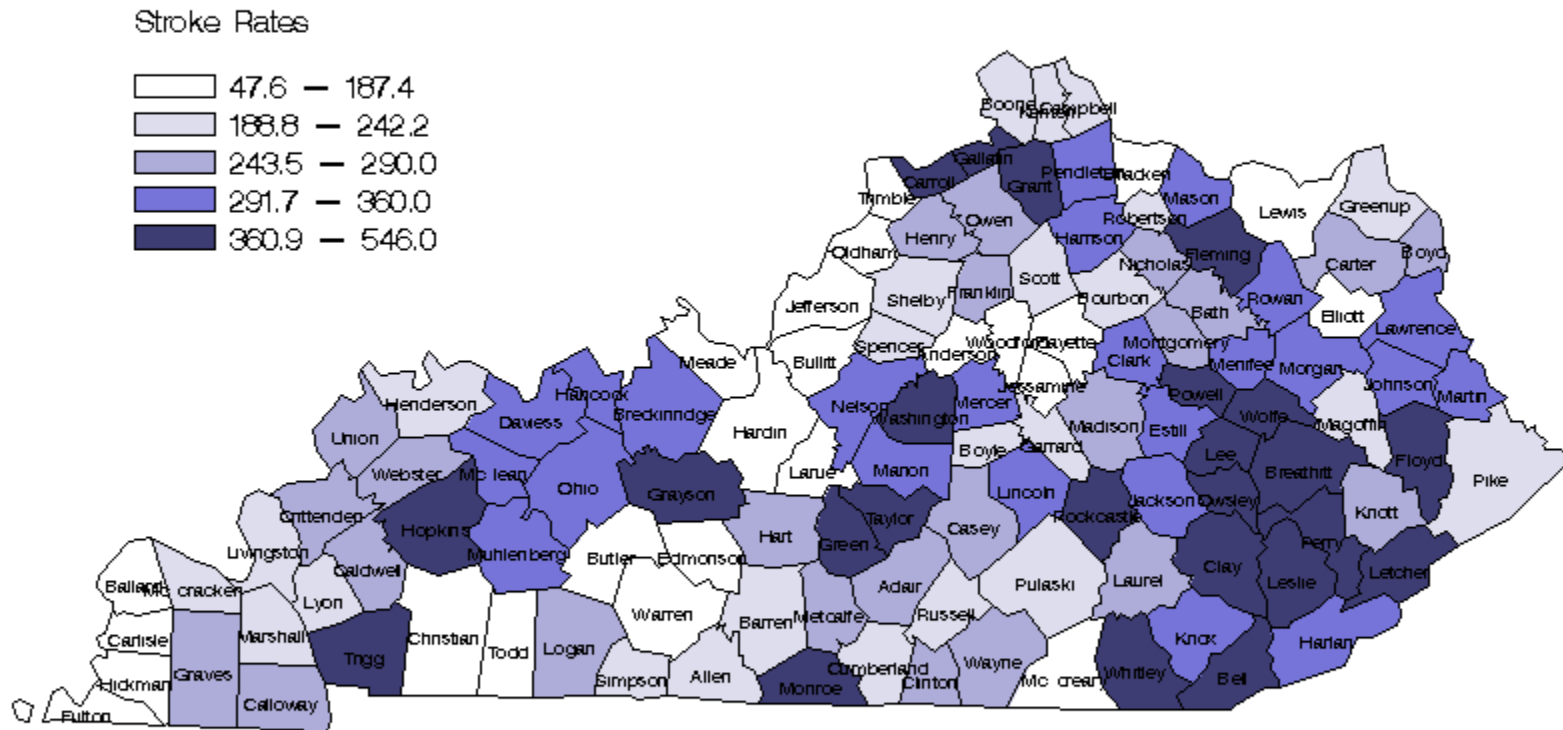 Stroke Rates
47.6 — 187.4
188.8 — 242.2
243.5 — 290.0
291.7 — 360.0
360.9 — 546.0
Boone
Kenton
Campbell
Gallatin
Carroll
Grant
Pendleton
Bracken
Mason
Trimble
Owen
Robertson
Lewis
Greenup
Henry
Harrison
Oldham
Fleming
Carter
Boyd
Nicholas
Jefferson
Shelby
Franklin
Scott
Bourbon
Bath
Rowan
Elliott
Lawrence
Meade
Bullitt
Spencer
Anderson
Woodford
Fayette
Clark
Montgomery
Menifee
Morgan
Johnson
Martin
Henderson
Hancock
Daviess
Breckinridge
Nelson
Washington
Mercer
Jessamine
Powell
Wolfe
Magoffin
Union
Hardin
Boyle
Garrard
Madison
Estill
Lee
Floyd
Webster
Mc lean
Ohio
Grayson
Larue
Marion
Lincoln
Jackson
Owsley
Breathitt
Pike
Crittenden
Hopkins
Hart
Taylor
Green
Casey
Rockcastle
Knott
Livingston
Caldwell
Muhlenberg
Butler
Edmonson
Perry
Ballard
Mc cracken
Lyon
Warren
Barren
Metcalfe
Adair
Russell
Pulaski
Laurel
Clay
Leslie
Letcher
Carlisle
Marshall
Trigg
Christian
Todd
Logan
Simpson
Allen
Monroe
Cumberland
Clinton
Wayne
Mc creary
Whitley
Knox
Bell
Harlan
Hickman
Graves
Calloway
Fulton